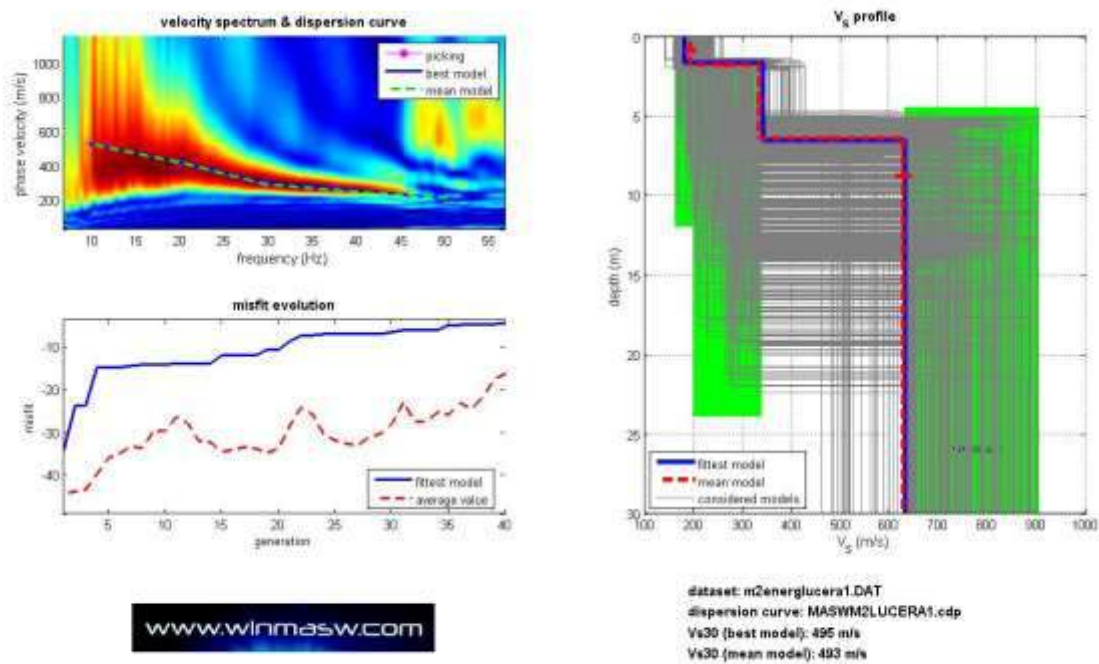 velocity spectrum & dispersion curve
1000
800
600
400
200
phase velocity (m/s)
picking
best model
mean model
10 15 20 25 30 35 40 45 50 55
frequency (Hz)
misfit evolution
-10
-20
-30
-40
misfit
fittest model
average value
5 10 15 20 25 30 35 40
generation
www.winmasw.com
VS profile
0
5
10
15
20
25
30
depth (m)
fittest model
mean model
considered models
100 200 300 400 500 600 700 800 900 1000
VS (m/s)
dataset: m2energlucera1.DAT
dispersion curve: MASWM2LUCERA1.cdp
Vs30 (best model): 495 m/s
Vs30 (mean model): 493 m/s